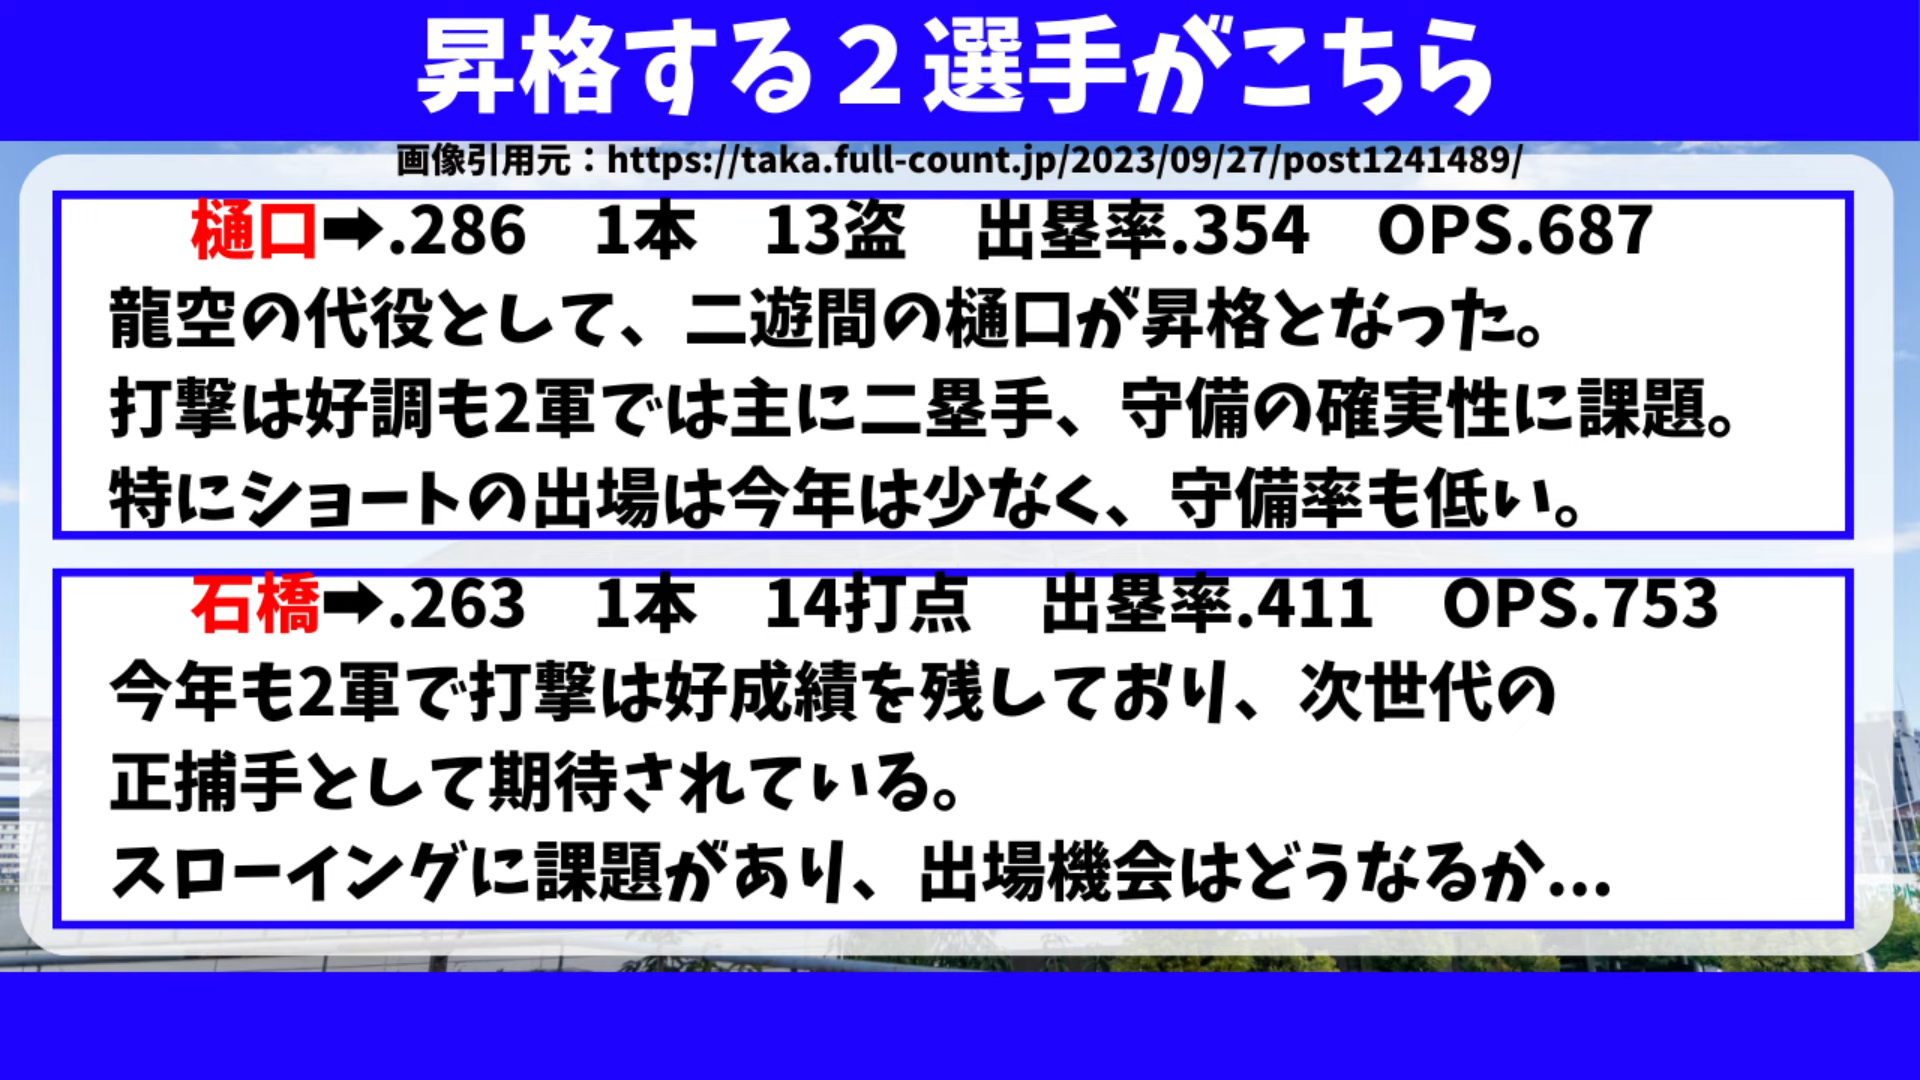 昇格する２選手がこちら
画像引用元：https://taka.full-count.jp/2023/09/27/post1241489/
樋口➡.286　1本　13盗　出塁率.354　OPS.687
龍空の代役として、二遊間の樋口が昇格となった。
打撃は好調も2軍では主に二塁手、守備の確実性に課題。
特にショートの出場は今年は少なく、守備率も低い。
石橋➡.263　1本　14打点　出塁率.411　OPS.753
今年も2軍で打撃は好成績を残しており、次世代の
正捕手として期待されている。
スローイングに課題があり、出場機会はどうなるか...